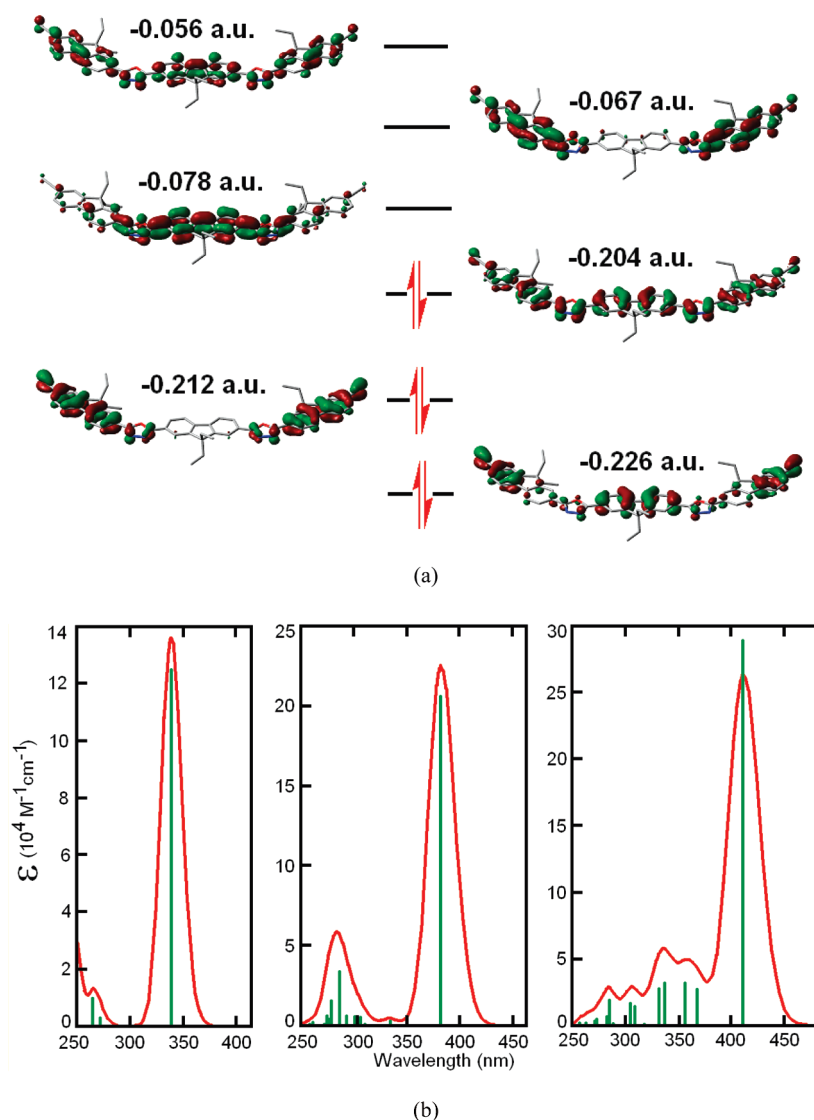 -0.056 a.u.
-0.067 a.u.
-0.078 a.u.
-0.204 a.u.
-0.212 a.u.
-0.226 a.u.
(a)
14
12
10
8
6
4
2
0
250 300 350 400
25
20
15
10
5
0
250 300 350 400 450
30
25
20
15
10
5
0
250 300 350 400 450
ε (10⁴ M⁻¹cm⁻¹)
Wavelength (nm)
(b)